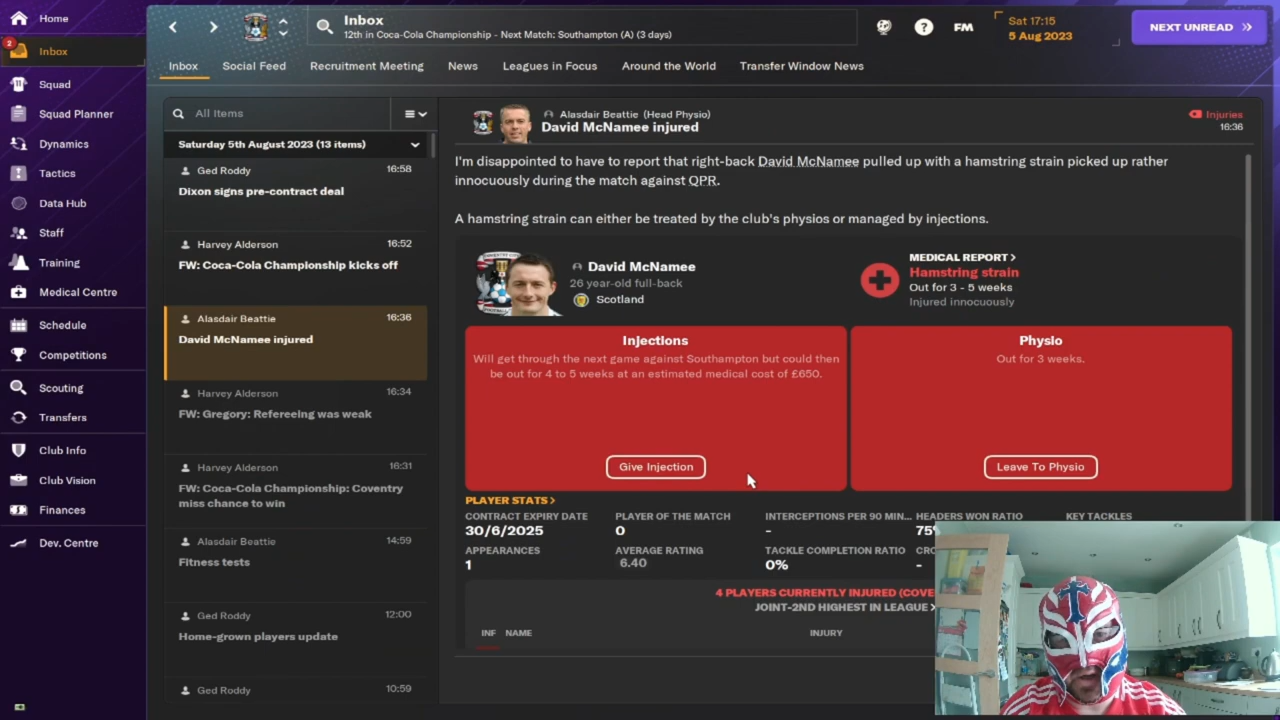 Home
Inbox
12th in Coca-Cola Championship - Next Match: Southampton (A) (3 days)
FM
Sat 17:15
5 Aug 2023
NEXT UNREAD
2
Inbox
Inbox
Social Feed
Recruitment Meeting
News
Leagues in Focus
Around the World
Transfer Window News
Squad
Squad Planner
Dynamics
Tactics
Data Hub
Staff
Training
Medical Centre
Schedule
Competitions
Scouting
Transfers
Club Info
Club Vision
Finances
Dev. Centre
All Items
Saturday 5th August 2023 (13 items)
Ged Roddy 16:58
Dixon signs pre-contract deal
Harvey Alderson 16:52
FW: Coca-Cola Championship kicks off
Alasdair Beattie 16:36
David McNamee injured
Harvey Alderson 16:34
FW: Gregory: Refereeing was weak
Harvey Alderson 16:31
FW: Coca-Cola Championship: Coventry
miss chance to win
Alasdair Beattie 14:59
Fitness tests
Ged Roddy 12:00
Home-grown players update
Ged Roddy 10:59
Alasdair Beattie (Head Physio)
David McNamee injured
Injuries
16:36
I'm disappointed to have to report that right-back David McNamee pulled up with a hamstring strain picked up rather
innocuously during the match against QPR.
A hamstring strain can either be treated by the club's physios or managed by injections.
David McNamee
26 year-old full-back
Scotland
MEDICAL REPORT >
Hamstring strain
Out for 3 - 5 weeks
Injured innocuously
Injections
Will get through the next game against Southampton but could then
be out for 4 to 5 weeks at an estimated medical cost of £650.
Give Injection
Physio
Out for 3 weeks.
Leave To Physio
PLAYER STATS >
CONTRACT EXPIRY DATE PLAYER OF THE MATCH INTERCEPTIONS PER 90 MIN... HEADERS WON RATIO KEY TACKLES
30/6/2025 0 - 75
APPEARANCES AVERAGE RATING TACKLE COMPLETION RATIO
1 6.40 0% -
4 PLAYERS CURRENTLY INJURED
JOINT-2ND HIGHEST IN LEAGUE >
INF NAME INJURY